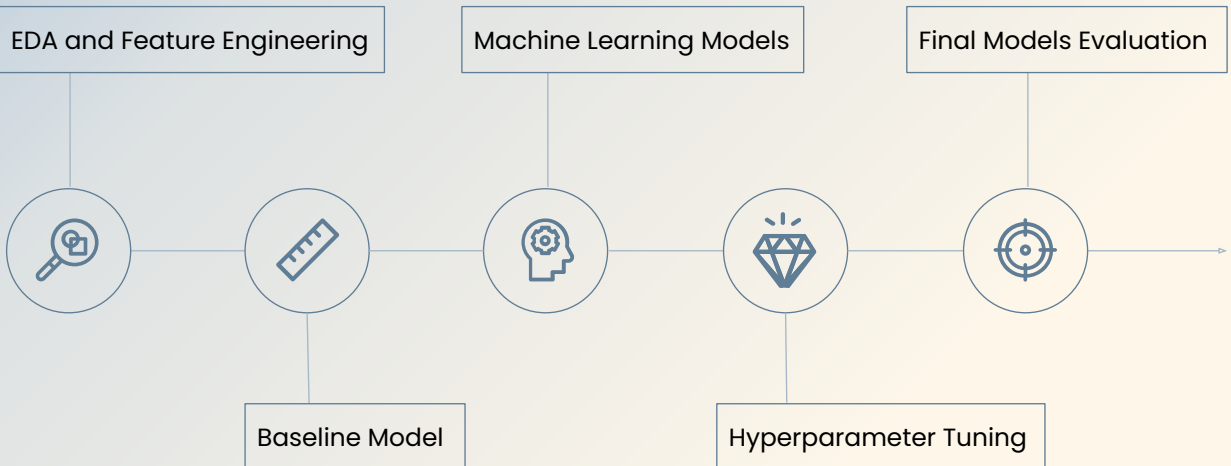 EDA and Feature Engineering
Machine Learning Models
Final Models Evaluation
Baseline Model
Hyperparameter Tuning